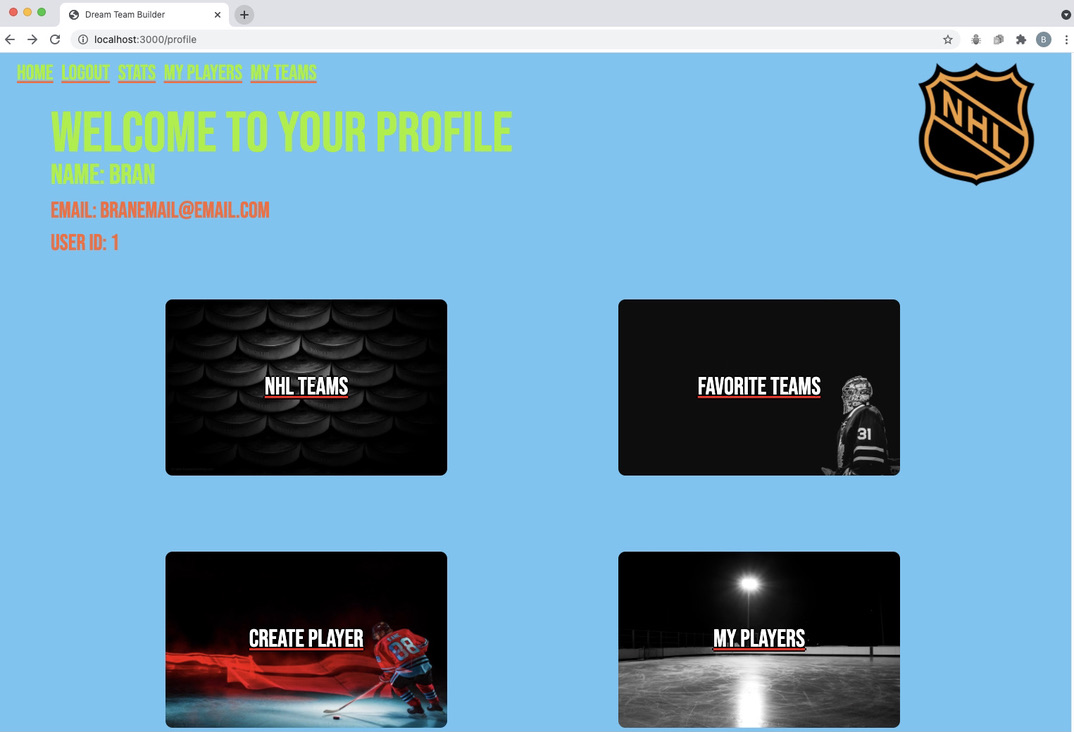 Dream Team Builder
localhost:3000/profile
B
HOME LOGOUT STATS MY PLAYERS MY TEAMS
NHL
WELCOME TO YOUR PROFILE
NAME: BRAN
EMAIL: BRANEMAIL@EMAIL.COM
USER ID: 1
NHL TEAMS
FAVORITE TEAMS
31
CREATE PLAYER
88
MY PLAYERS